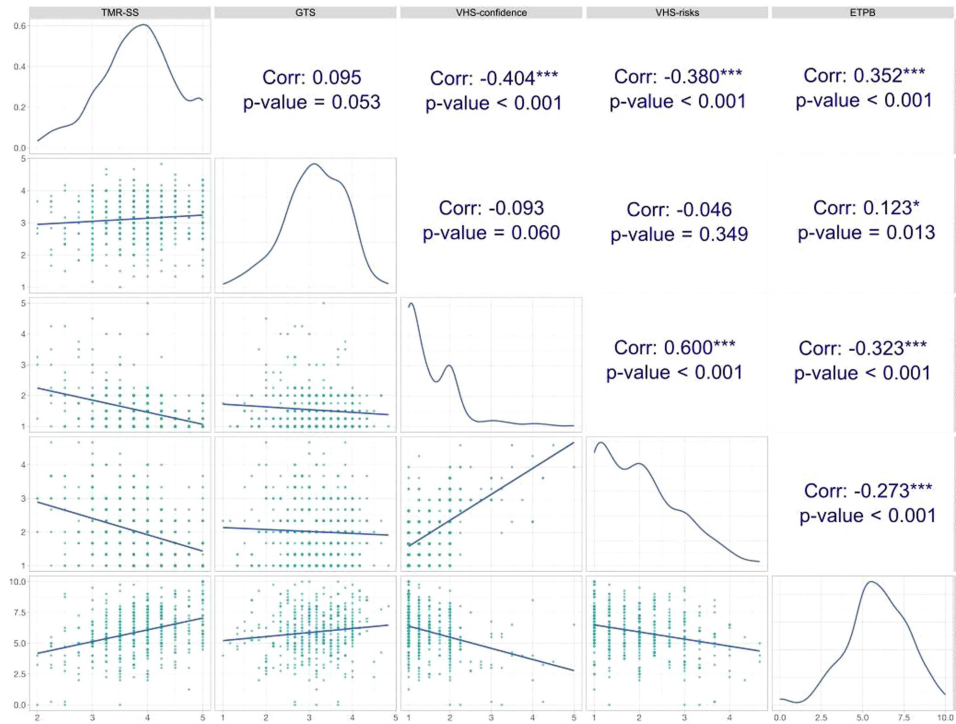 TMR-SS GTS VHS-confidence VHS-risks ETPB
0.6
0.4
0.2
0.0
Corr: 0.095
p-value = 0.053
Corr: -0.404***
p-value < 0.001
Corr: -0.380***
p-value < 0.001
Corr: 0.352***
p-value < 0.001
5
4
3
2
1
Corr: -0.093
p-value = 0.060
Corr: -0.046
p-value = 0.349
Corr: 0.123*
p-value = 0.013
5
4
3
2
1
Corr: 0.600***
p-value < 0.001
Corr: -0.323***
p-value < 0.001
4
3
2
1
Corr: -0.273***
p-value < 0.001
10.0
7.5
5.0
2.5
0.0
2 3 4 5 1 2 3 4 5 1 2 3 4 5 1 2 3 4 0.0 2.5 5.0 7.5 10.0